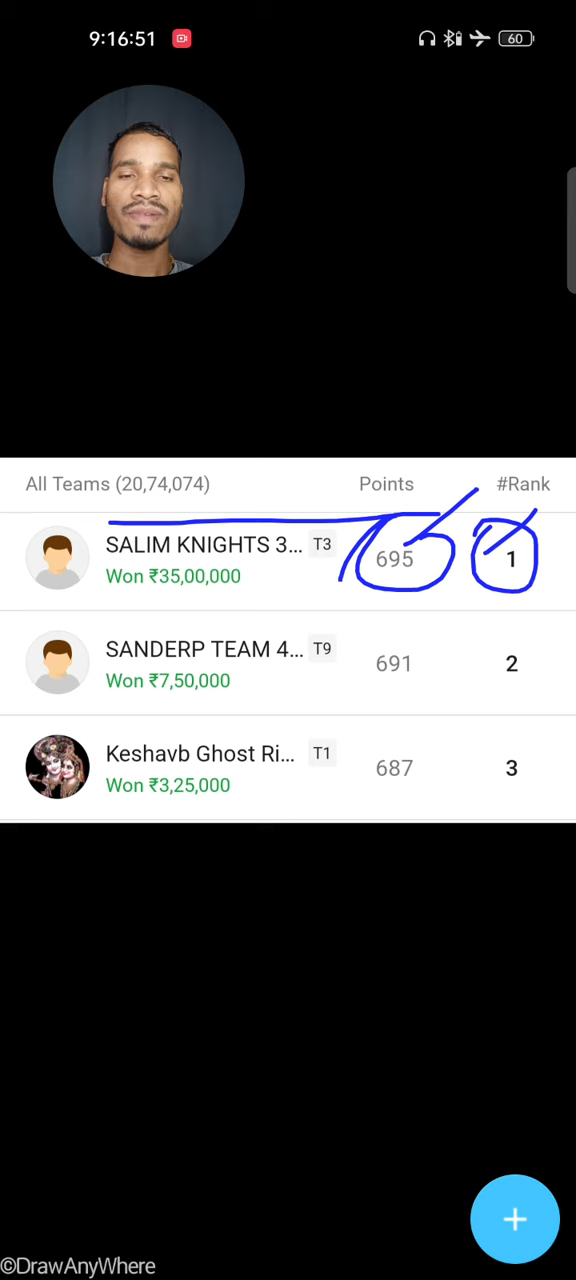 9:16:51 60
All Teams (20,74,074) Points #Rank
SALIM KNIGHTS 3... T3 695 1
Won ₹35,00,000
SANDERP TEAM 4... T9 691 2
Won ₹7,50,000
Keshavb Ghost Ri... T1 687 3
Won ₹3,25,000
©DrawAnyWhere